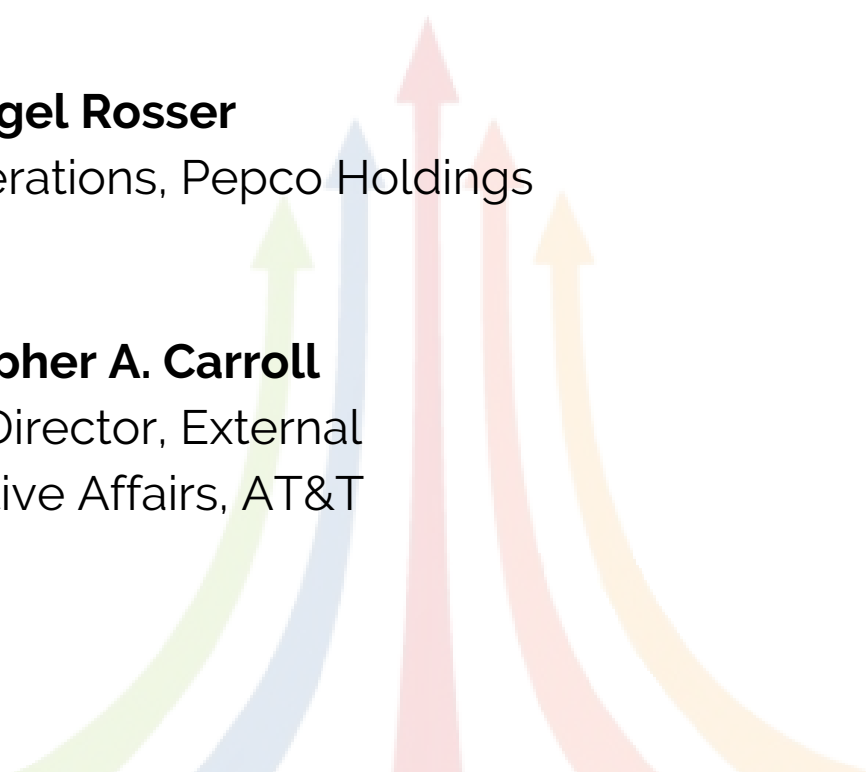 gel Rosser
erations, Pepco Holdings
pher A. Carroll
Director, External
ive Affairs, AT&T